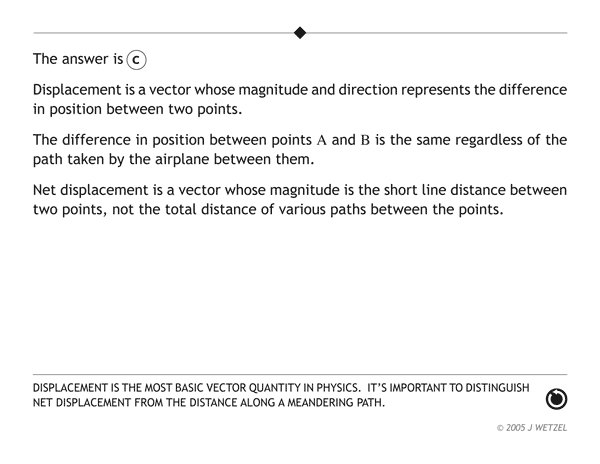 The answer is C
Displacement is a vector whose magnitude and direction represents the difference
in position between two points.
The difference in position between points A and B is the same regardless of the
path taken by the airplane between them.
Net displacement is a vector whose magnitude is the short line distance between
two points, not the total distance of various paths between the points.
DISPLACEMENT IS THE MOST BASIC VECTOR QUANTITY IN PHYSICS.  IT'S IMPORTANT TO DISTINGUISH
NET DISPLACEMENT FROM THE DISTANCE ALONG A MEANDERING PATH.
© 2005 J WETZEL